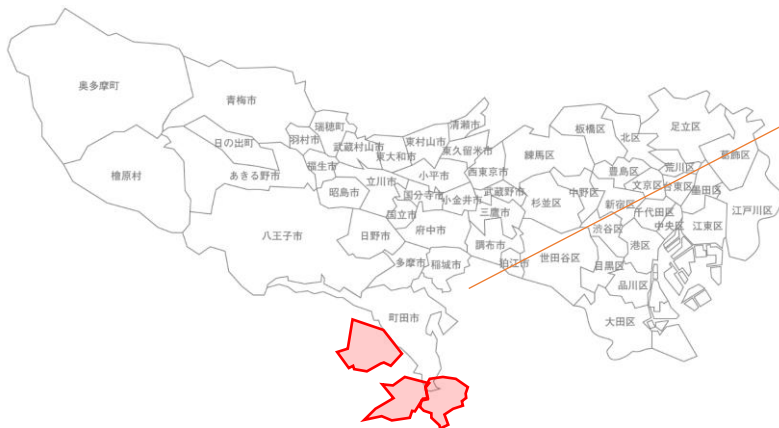 奥多摩町
青梅市
瑞穂町
羽村市
日の出町
檜原村
あきる野市
福生市
武蔵村山市
東大和市
東村山市
清瀬市
東久留米市
昭島市
立川市
小平市
西東京市
国分寺市
小金井市
武蔵野市
国立市
府中市
三鷹市
八王子市
日野市
調布市
多摩市
稲城市
狛江市
町田市
練馬区
板橋区
北区
足立区
葛飾区
荒川区
豊島区
文京区
台東区
墨田区
杉並区
中野区
新宿区
千代田区
中央区
江東区
江戸川区
渋谷区
港区
世田谷区
目黒区
品川区
大田区